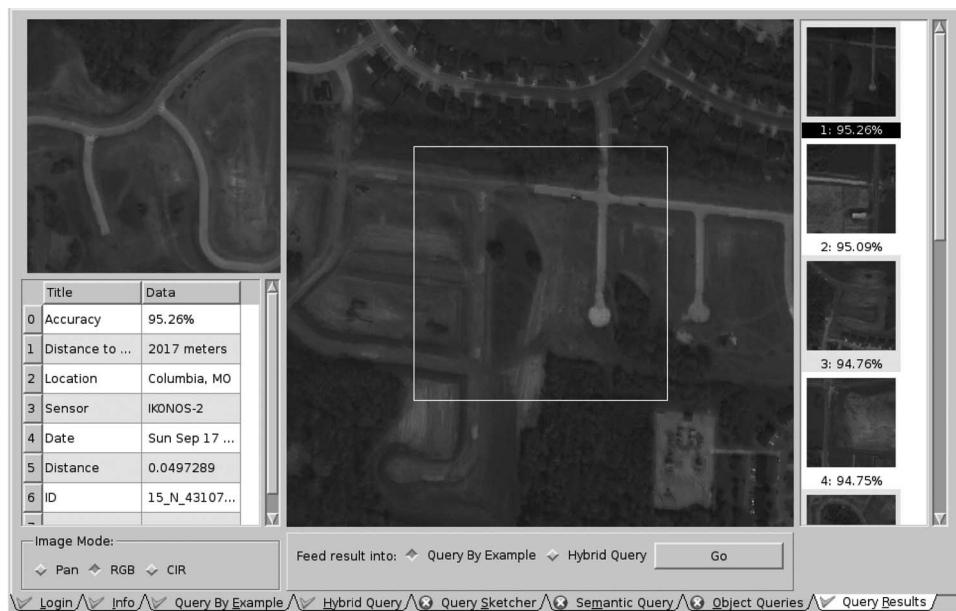 Title Data
0 Accuracy 95.26%
1 Distance to ... 2017 meters
2 Location Columbia, MO
3 Sensor IKONOS-2
4 Date Sun Sep 17 ...
5 Distance 0.0497289
6 ID 15_N_43107...
1: 95.26%
2: 95.09%
3: 94.76%
4: 94.75%
Image Mode:
Pan RGB CIR
Feed result into: Query By Example Hybrid Query Go
Login Info Query By Example Hybrid Query Query Sketcher Semantic Query Object Queries Query Results